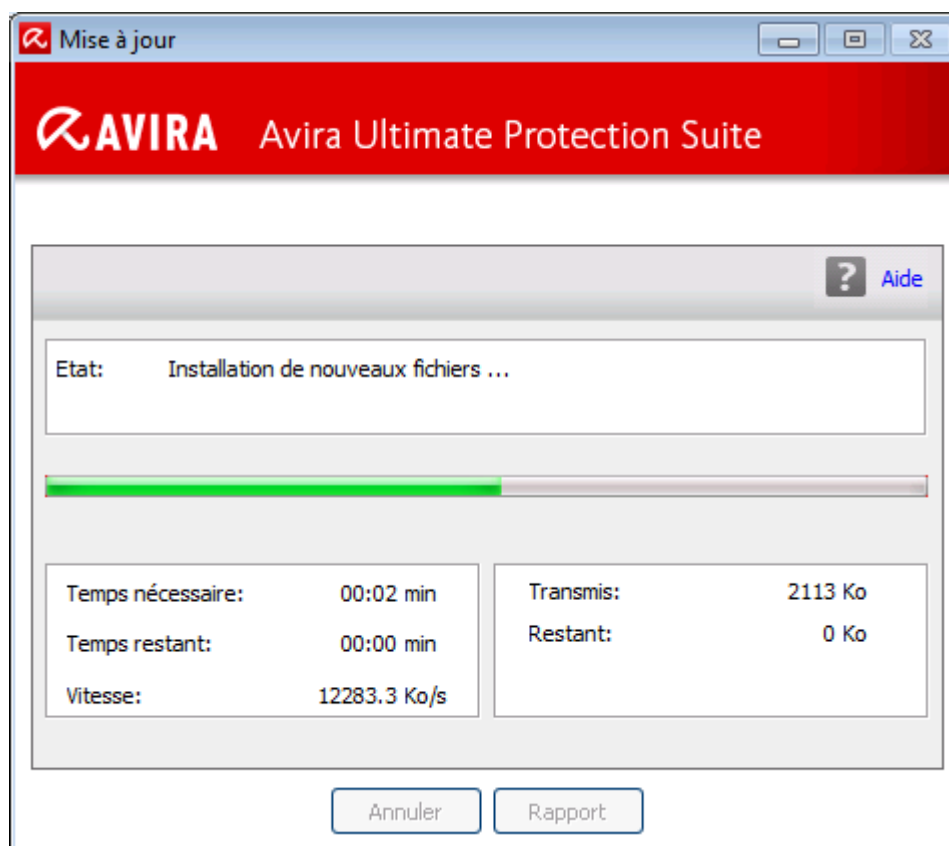 Mise à jour
AVIRA Avira Ultimate Protection Suite
? Aide
Etat: Installation de nouveaux fichiers ...
Temps nécessaire: 00:02 min
Temps restant: 00:00 min
Vitesse: 12283.3 Ko/s
Transmis: 2113 Ko
Restant: 0 Ko
Annuler Rapport